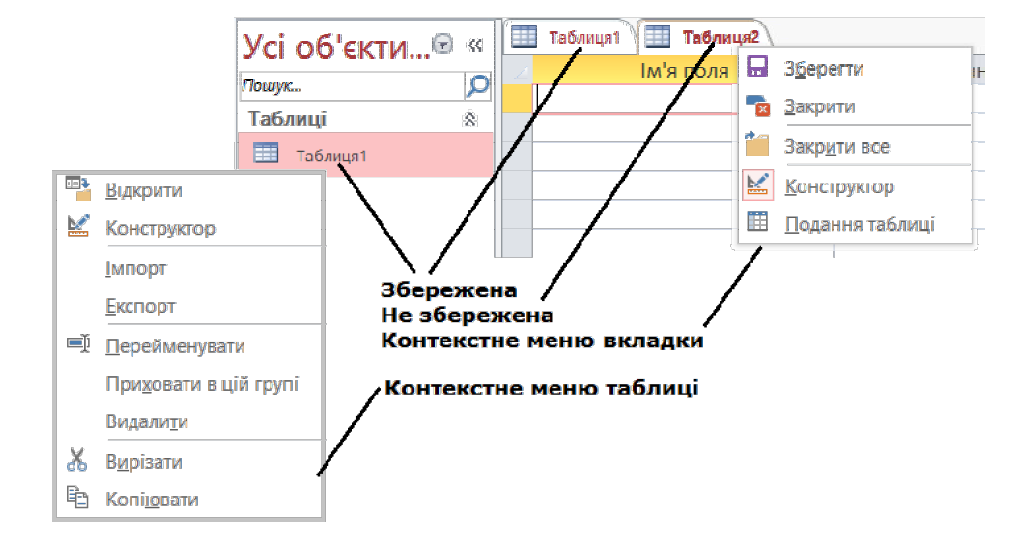 Усі об'єкти...
Пошук...
Таблиці
Таблиця1
Таблиця1
Таблиця2
Ім'я поля
Зберегти
Закрити
Закрити все
Конструктор
Подання таблиці
Відкрити
Конструктор
Імпорт
Експорт
Перейменувати
Приховати в цій групі
Видалити
Вирізати
Копіювати
Збережена
Не збережена
Контекстне меню вкладки
Контекстне меню таблиці